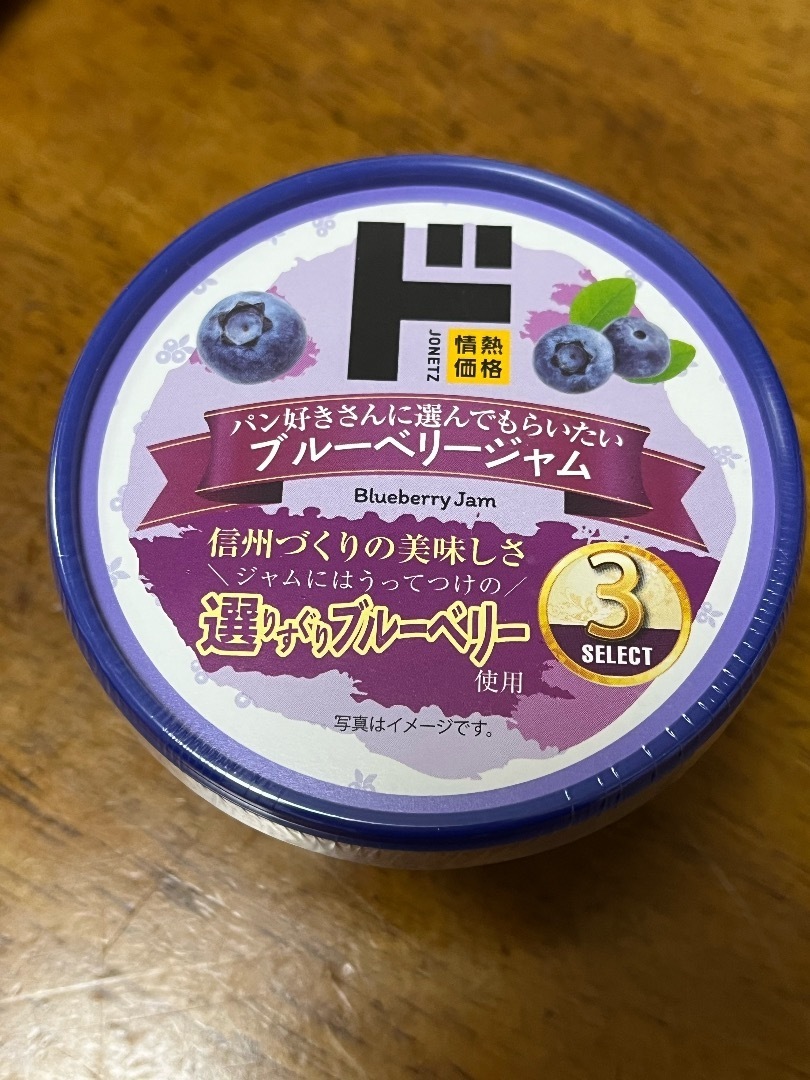 ド
JONETZ
情熱
価格
パン好きさんに選んでもらいたい
ブルーベリージャム
Blueberry Jam
信州づくりの美味しさ
＼ジャムにはうってつけの／
選りすぐりブルーベリー
使用
3
SELECT
写真はイメージです。